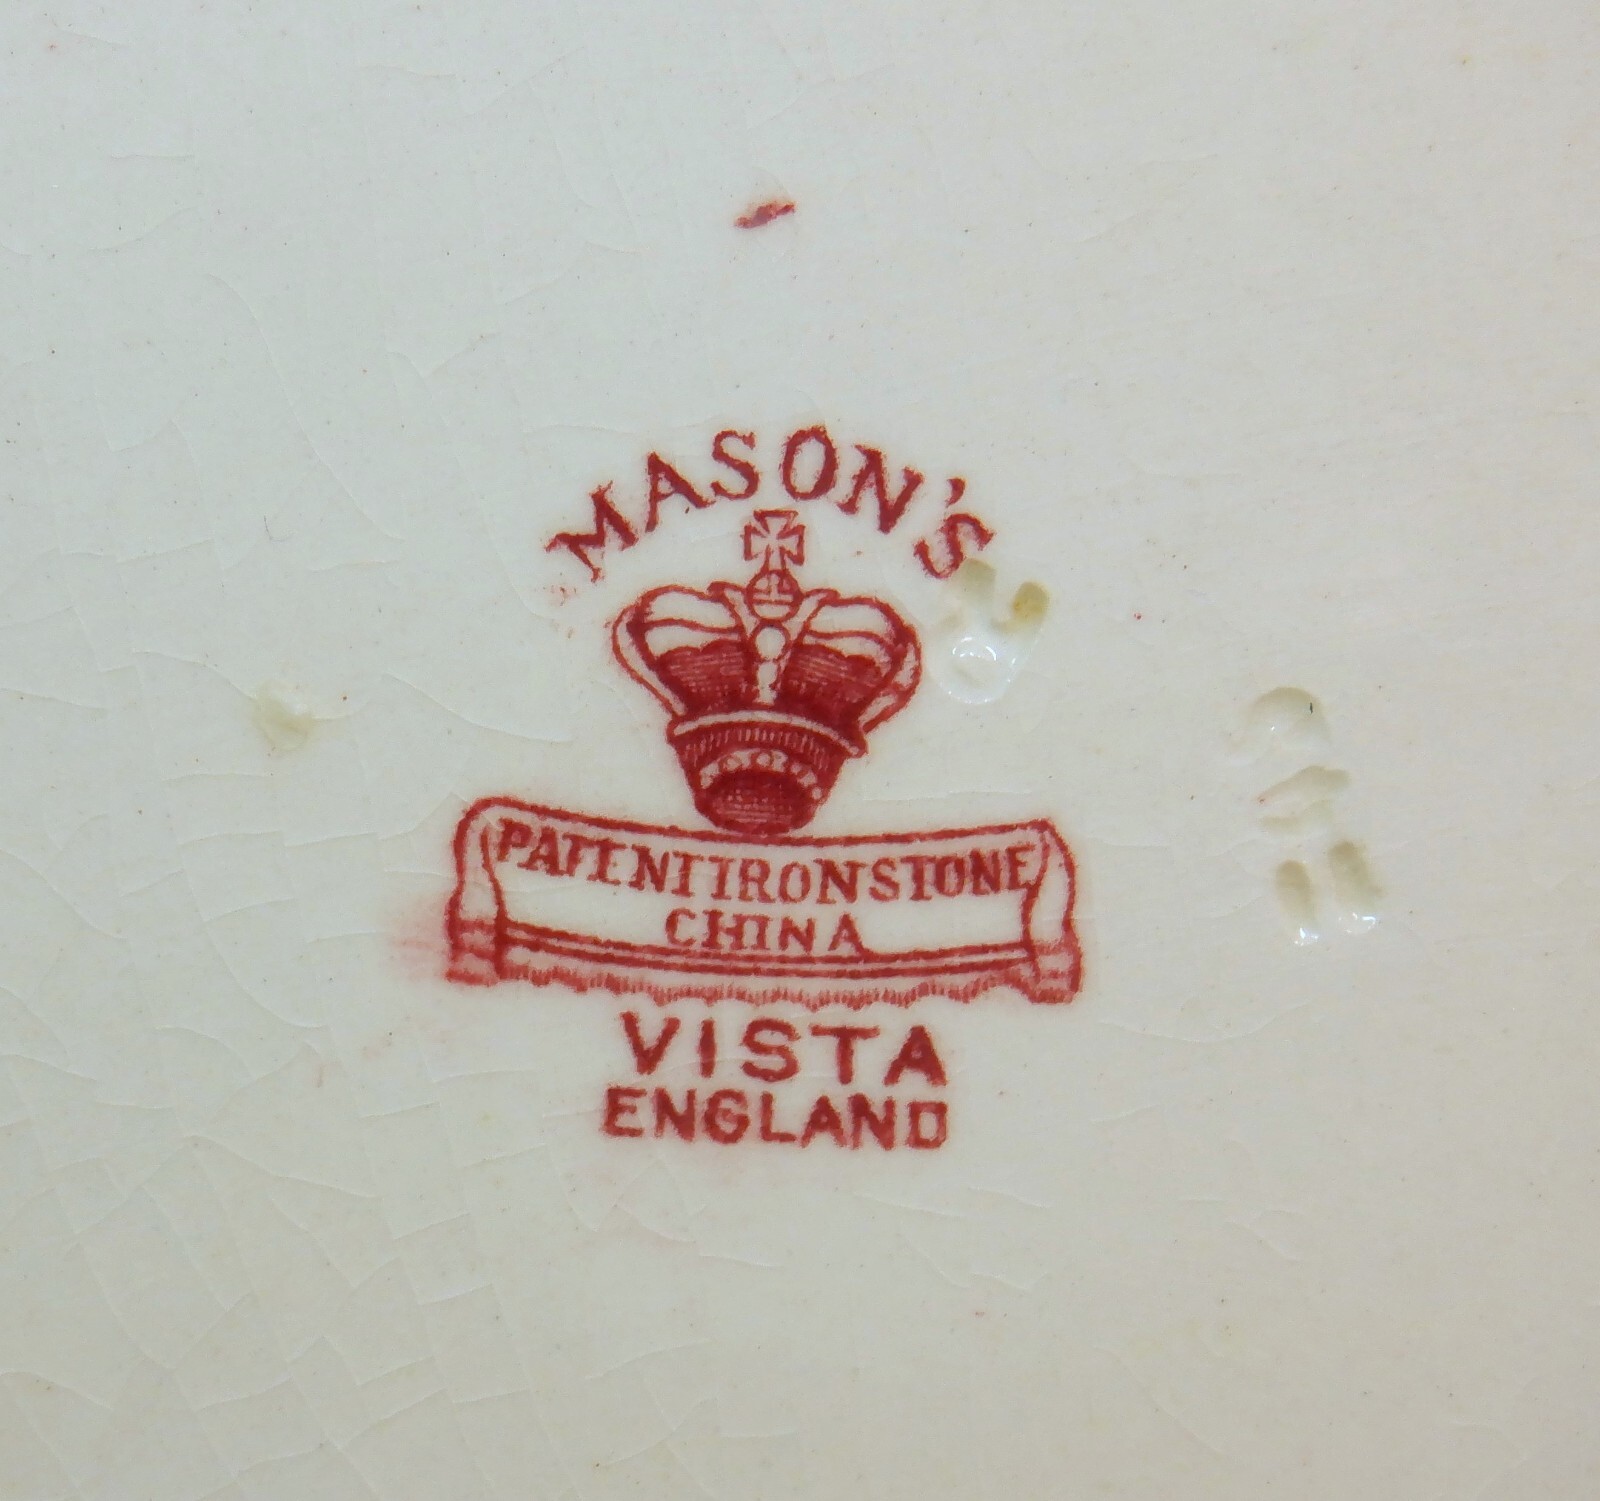 MASON'S
PATENT IRONSTONE
CHINA
VISTA
ENGLAND